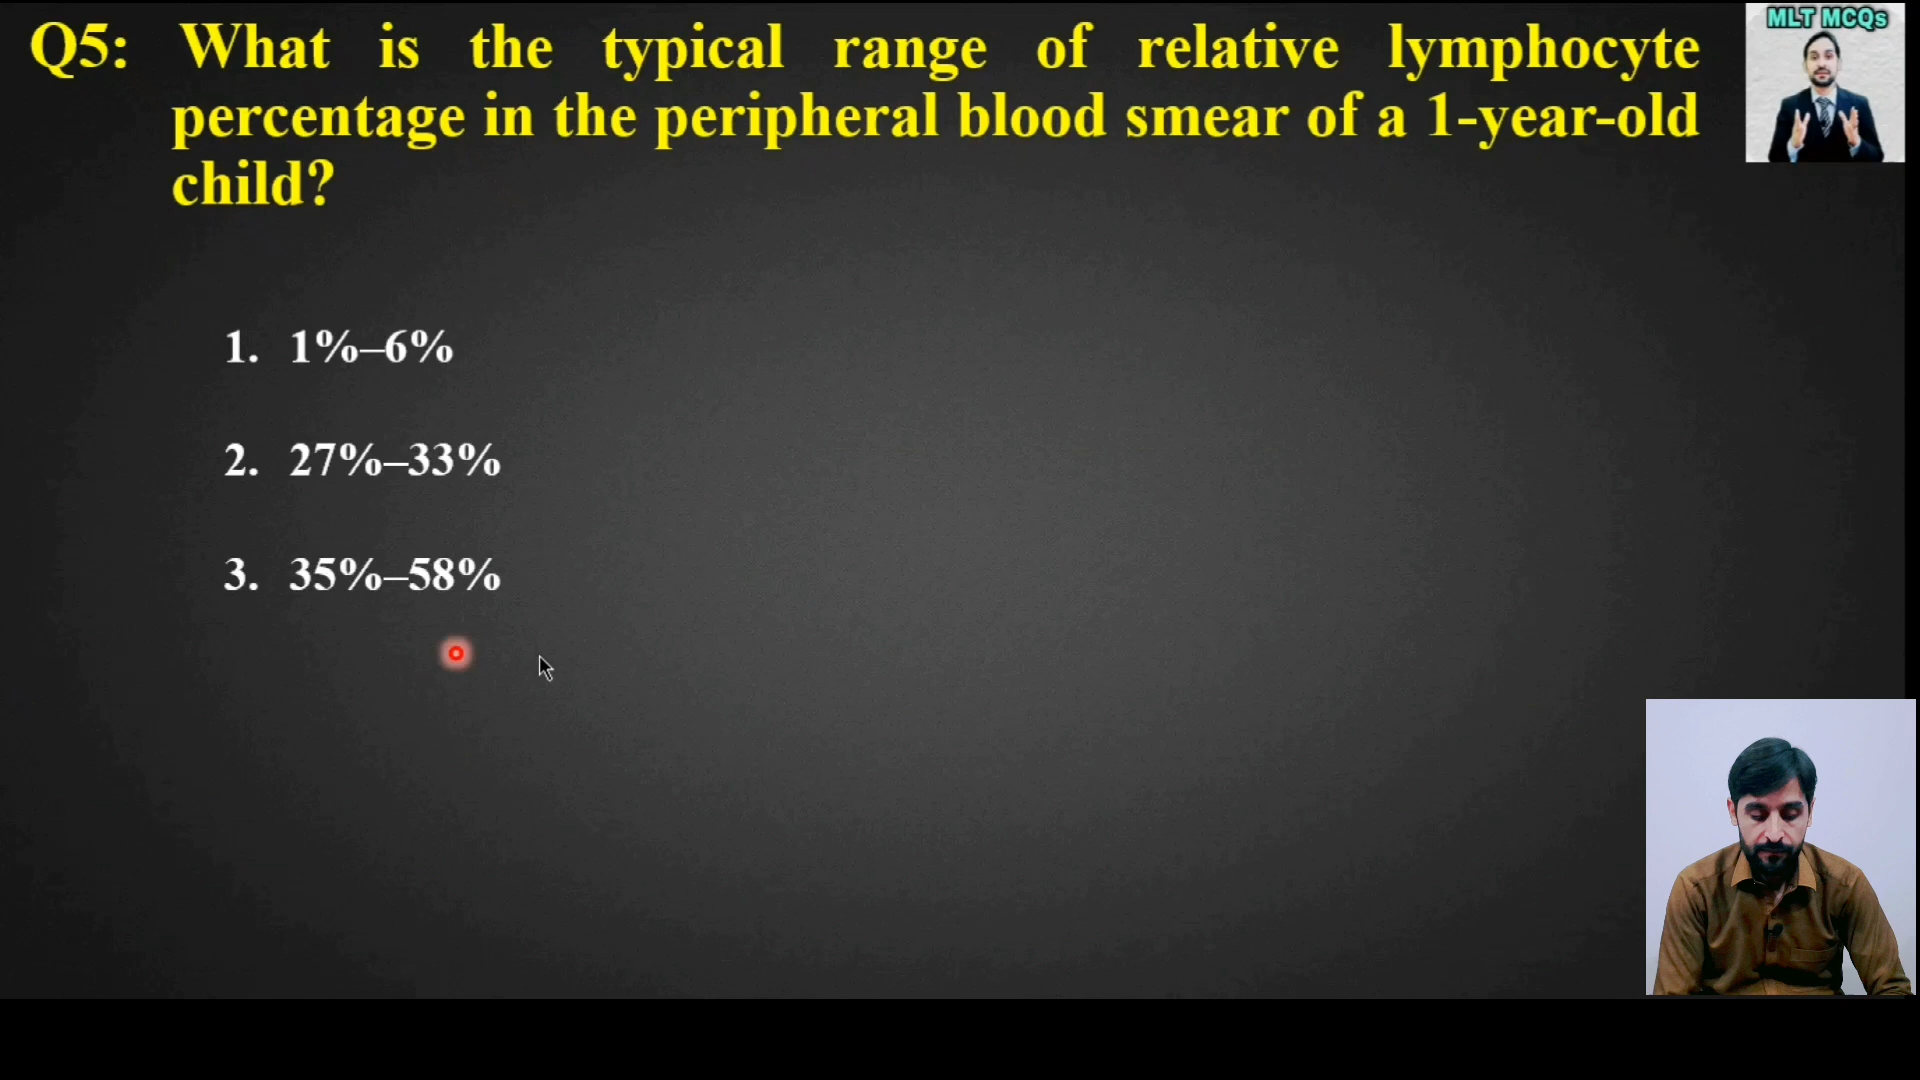 MLT MCQs
Q5: What is the typical range of relative lymphocyte
percentage in the peripheral blood smear of a 1-year-old
child?
1. 1%–6%
2. 27%–33%
3. 35%–58%